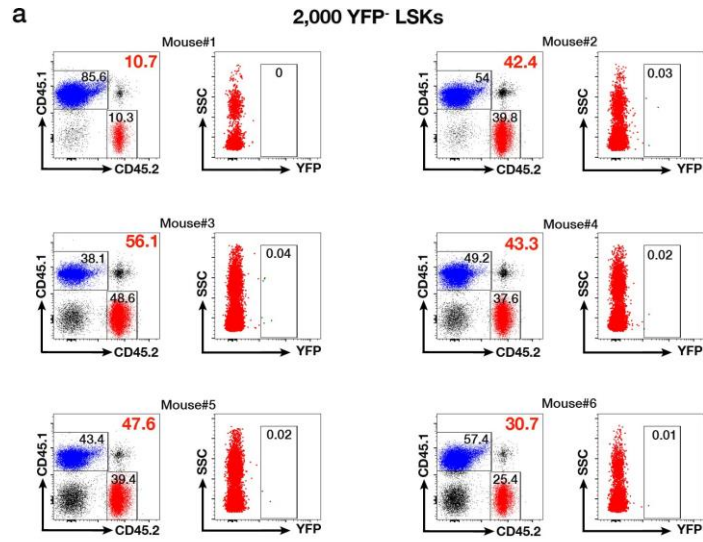 a
2,000 YFP- LSKs
Mouse#1
10.7
85.6
10.3
CD45.1
CD45.2
0
SSC
YFP
Mouse#2
42.4
54
39.8
CD45.1
CD45.2
0.03
SSC
YFP
Mouse#3
56.1
38.1
48.6
CD45.1
CD45.2
0.04
SSC
YFP
Mouse#4
43.3
49.2
37.6
CD45.1
CD45.2
0.02
SSC
YFP
Mouse#5
47.6
43.4
39.4
CD45.1
CD45.2
0.02
SSC
YFP
Mouse#6
30.7
57.4
25.4
CD45.1
CD45.2
0.01
SSC
YFP